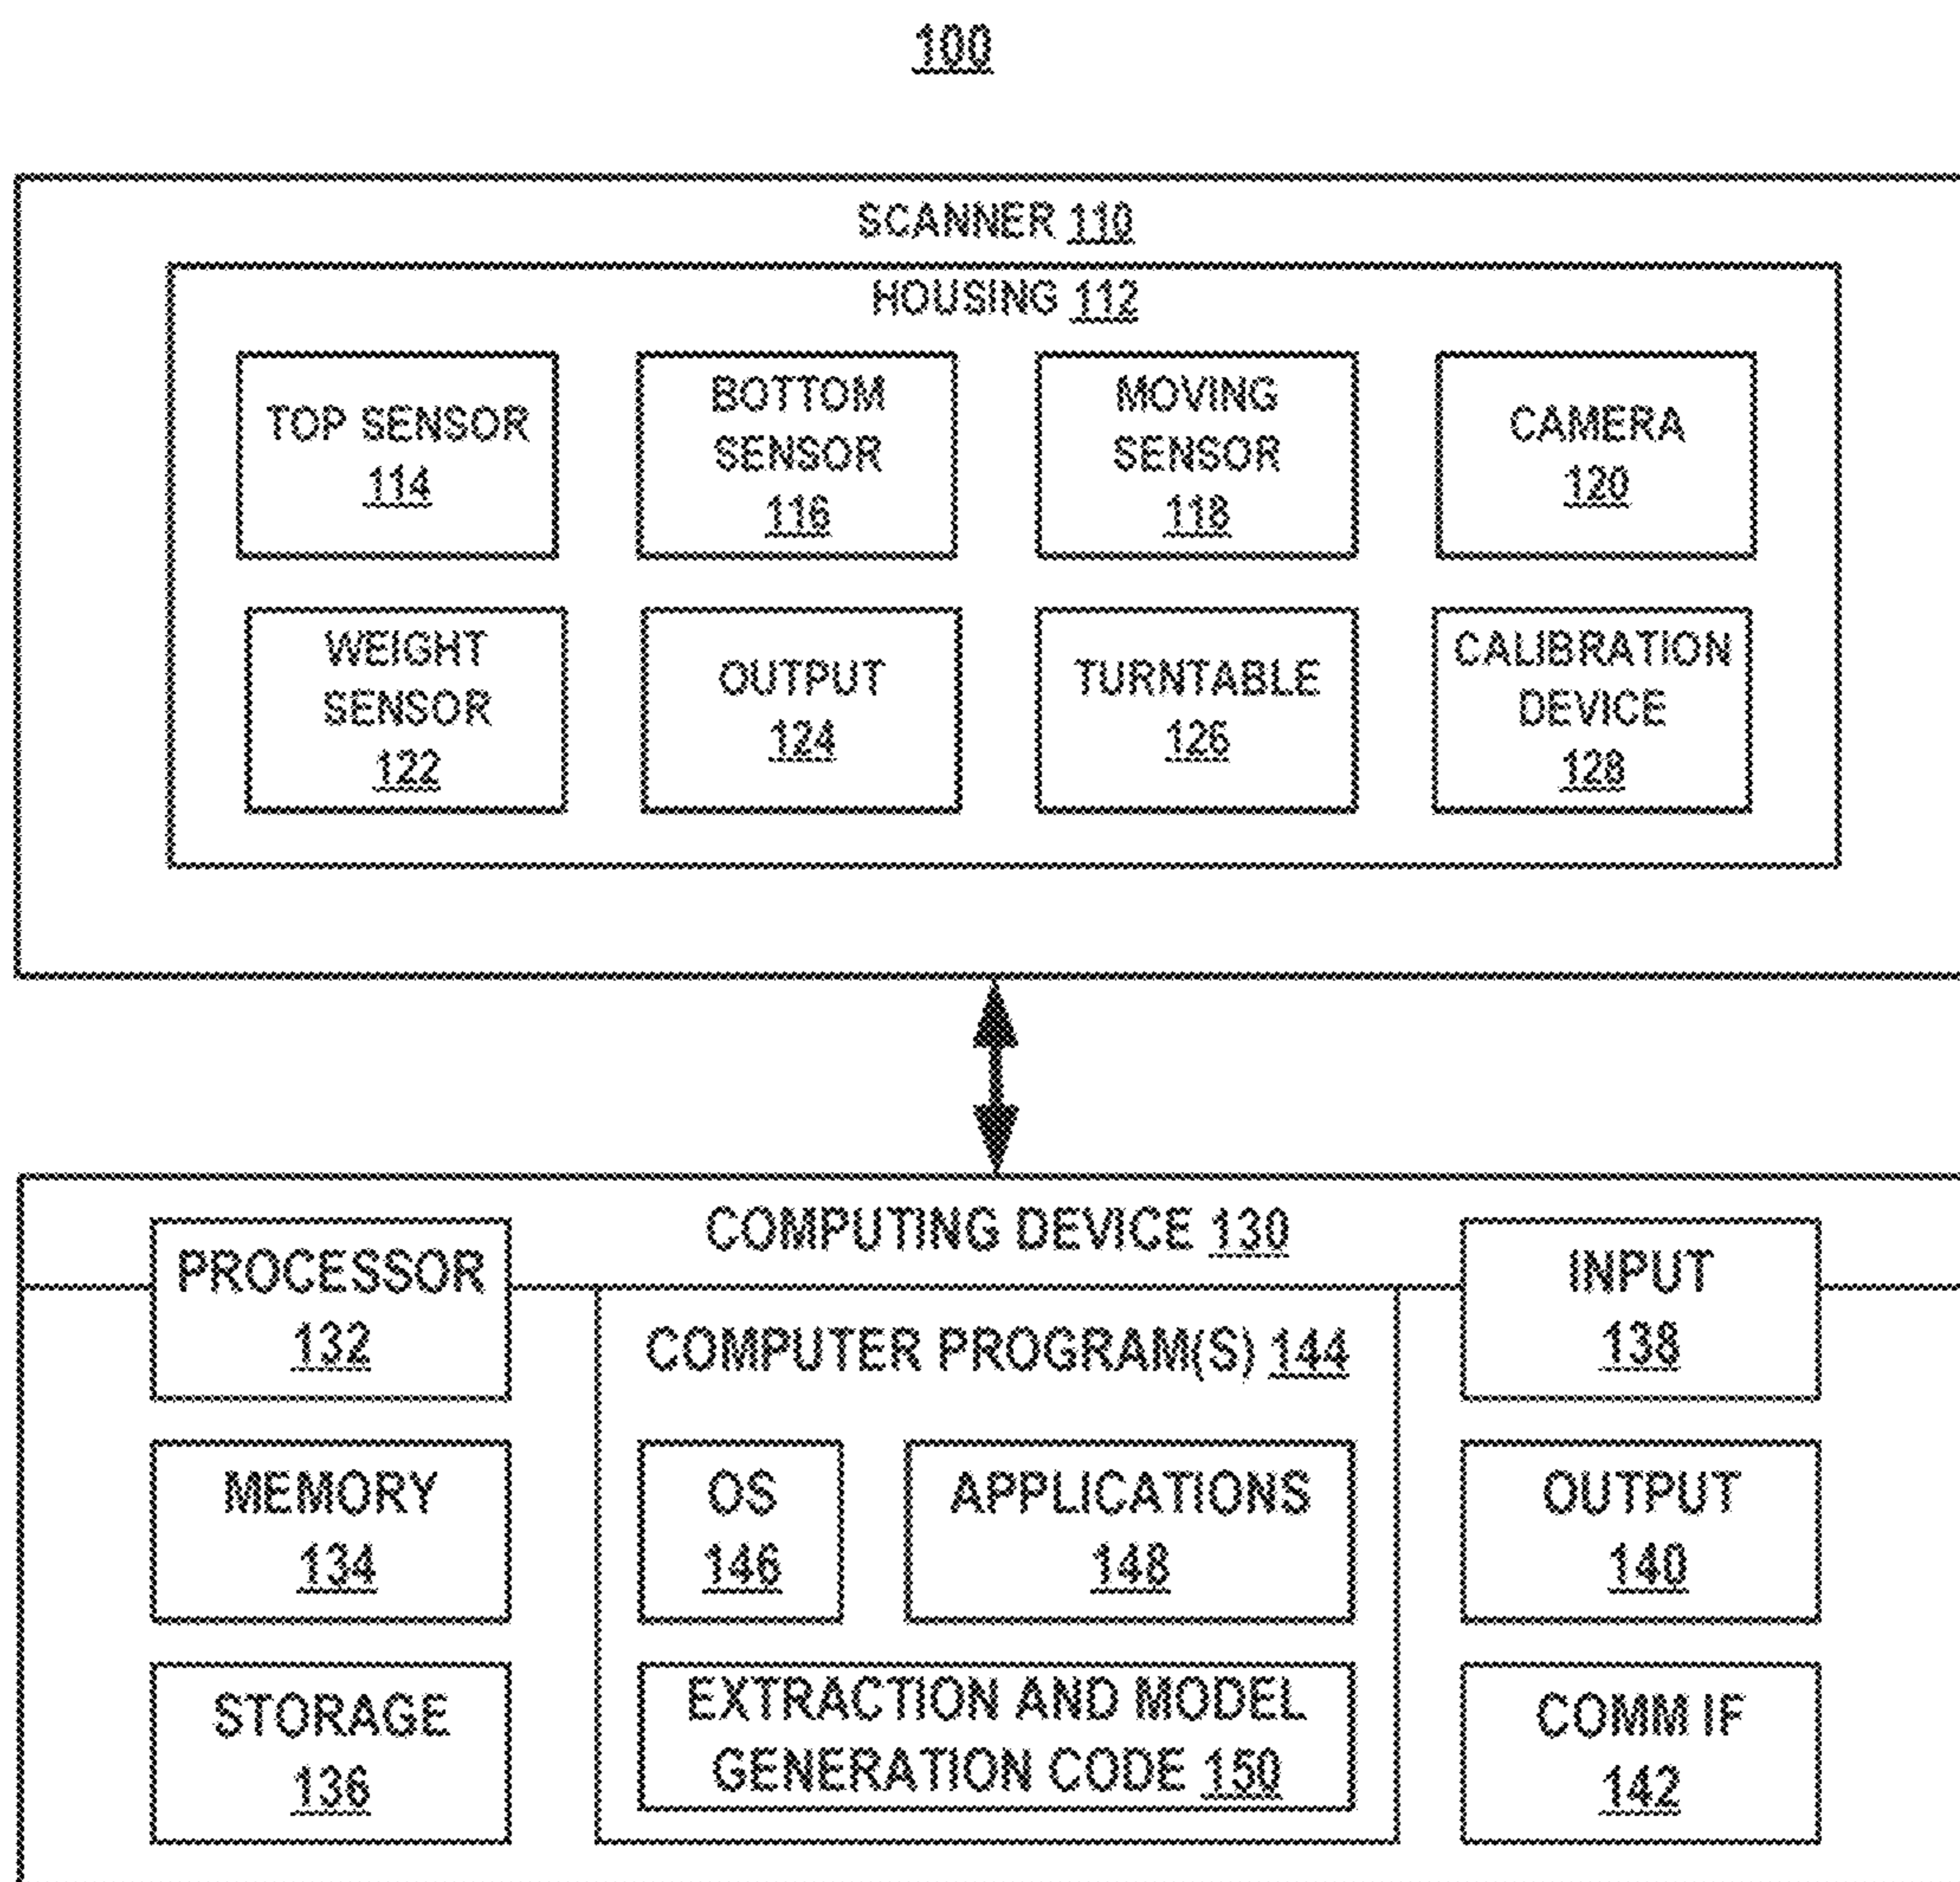 100
SCANNER 110
HOUSING 112
TOP SENSOR
114
BOTTOM
SENSOR
116
MOVING
SENSOR
118
CAMERA
120
WEIGHT
SENSOR
122
OUTPUT
124
TURNTABLE
126
CALIBRATION
DEVICE
128
COMPUTING DEVICE 130
PROCESSOR
132
MEMORY
134
STORAGE
136
COMPUTER PROGRAM(S) 144
OS
146
APPLICATIONS
148
EXTRACTION AND MODEL
GENERATION CODE 150
INPUT
138
OUTPUT
140
COMM IF
142